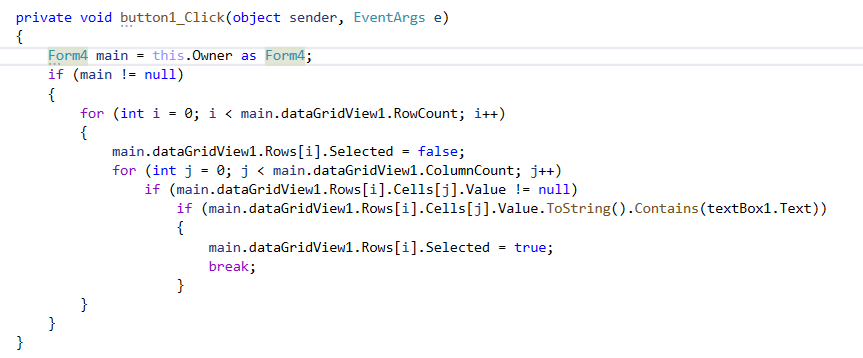 private void button1_Click(object sender, EventArgs e)
{
    Form4 main = this.Owner as Form4;
    if (main != null)
    {
        for (int i = 0; i < main.dataGridView1.RowCount; i++)
        {
            main.dataGridView1.Rows[i].Selected = false;
            for (int j = 0; j < main.dataGridView1.ColumnCount; j++)
                if (main.dataGridView1.Rows[i].Cells[j].Value != null)
                    if (main.dataGridView1.Rows[i].Cells[j].Value.ToString().Contains(textBox1.Text))
                    {
                        main.dataGridView1.Rows[i].Selected = true;
                        break;
                    }
        }
    }
}